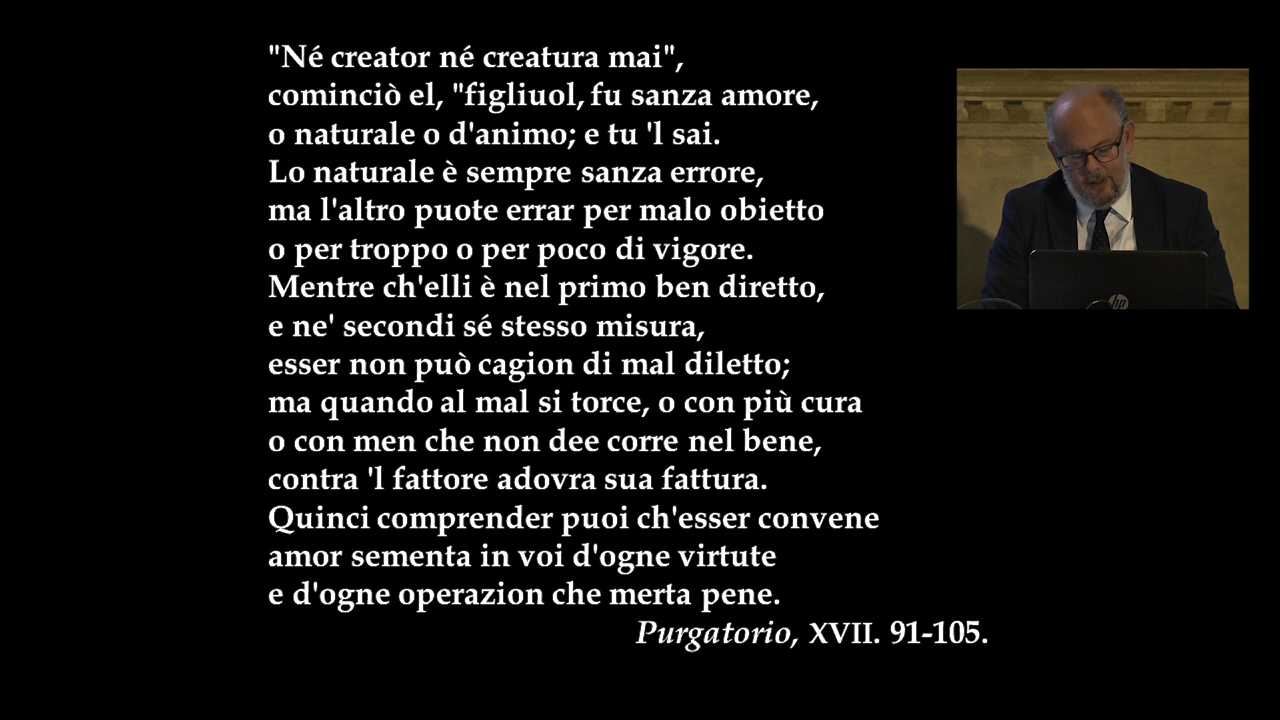 "Né creator né creatura mai",
cominciò el, "figliuol, fu sanza amore,
o naturale o d'animo; e tu 'l sai.
Lo naturale è sempre sanza errore,
ma l'altro puote errar per malo obietto
o per troppo o per poco di vigore.
Mentre ch'elli è nel primo ben diretto,
e ne' secondi sé stesso misura,
esser non può cagion di mal diletto;
ma quando al mal si torce, o con più cura
o con men che non dee corre nel bene,
contra 'l fattore adovra sua fattura.
Quinci comprender puoi ch'esser convene
amor sementa in voi d'ogne virtute
e d'ogne operazion che merta pene.
Purgatorio, XVII. 91-105.
hp